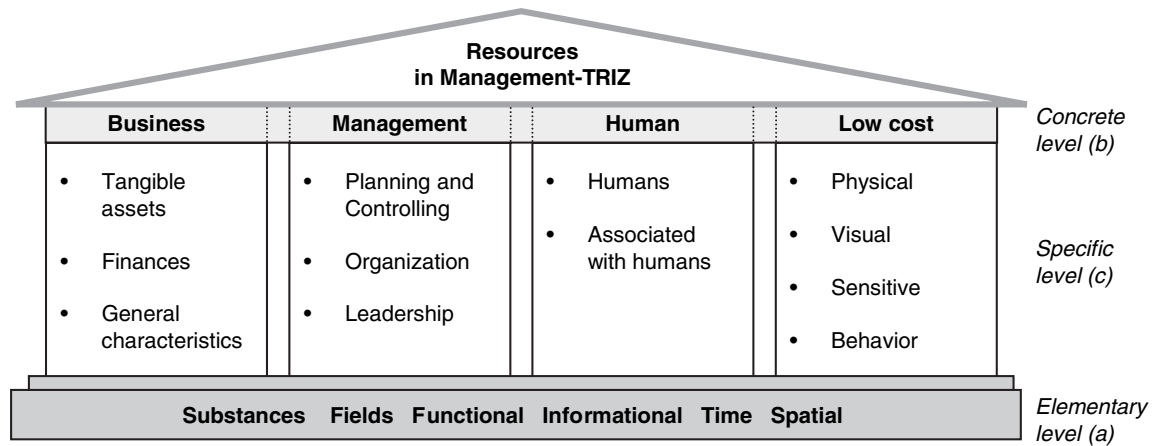 Resources
in Management-TRIZ
Business
Management
Human
Low cost
Concrete
level (b)
• Tangible
assets
• Finances
• General
characteristics
• Planning and
Controlling
• Organization
• Leadership
• Humans
• Associated
with humans
• Physical
• Visual
• Sensitive
• Behavior
Specific
level (c)
Substances Fields Functional Informational Time Spatial
Elementary
level (a)